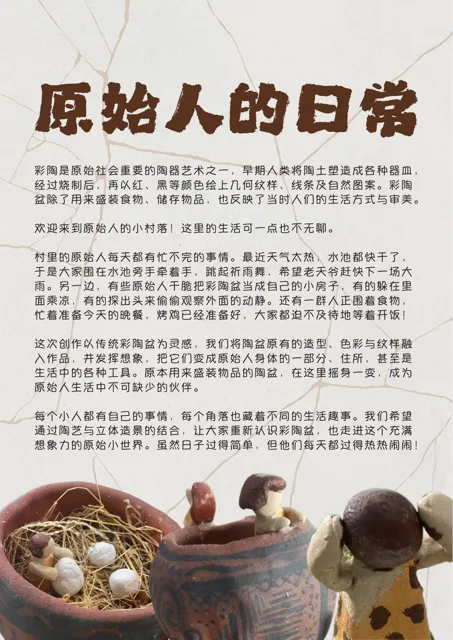 原始人的日常
彩陶是原始社会重要的陶器艺术之一，早期人类将陶土塑造成各种器皿，
经过烧制后，再以红、黑等颜色绘上几何纹样、线条及自然图案。彩陶
盆除了用来盛装食物、储存物品，也反映了当时人们的生活方式与审美。
欢迎来到原始人的小村落！这里的生活可一点也不无聊。
村里的原始人每天都有忙不完的事情。最近天气太热，水池都快干了，
于是大家围在水池旁手牵着手，跳起祈雨舞，希望老天爷赶快下一场大
雨。另一边，有些原始人干脆把彩陶盆当成自己的小房子，有的躲在里
面乘凉，有的探出头来偷偷观察外面的动静。还有一群人正围着食物，
忙着准备今天的晚餐，烤鸡已经准备好，大家都迫不及待地等着开饭！
这次创作以传统彩陶盆为灵感，我们将陶盆原有的造型、色彩与纹样融
入作品，并发挥想象，把它们变成原始人身体的一部分、住所，甚至是
生活中的各种工具。原本用来盛装物品的陶盆，在这里摇身一变，成为
原始人生活中不可缺少的伙伴。
每个小人都有自己的事情，每个角落也藏着不同的生活趣事。我们希望
通过陶艺与立体造景的结合，让大家重新认识彩陶盆，也走进这个充满
想象力的原始小世界。虽然日子过得简单，但他们每天都过得热热闹闹！